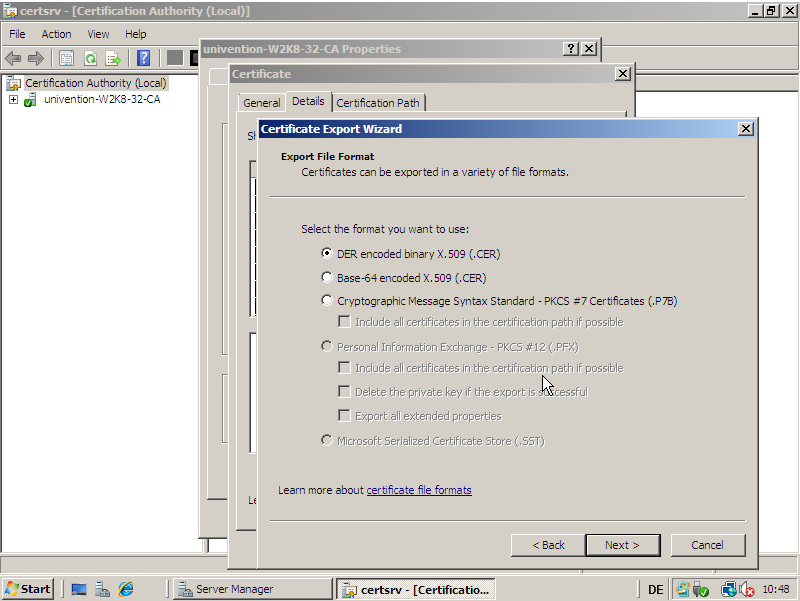 certsrv - [Certification Authority (Local)]
File Action View Help
Certification Authority (Local)
univention-W2K8-32-CA
univention-W2K8-32-CA Properties
Certificate
General Details Certification Path
Certificate Export Wizard
Export File Format
Certificates can be exported in a variety of file formats.
Select the format you want to use:
DER encoded binary X.509 (.CER)
Base-64 encoded X.509 (.CER)
Cryptographic Message Syntax Standard - PKCS #7 Certificates (.P7B)
Include all certificates in the certification path if possible
Personal Information Exchange - PKCS #12 (.PFX)
Include all certificates in the certification path if possible
Delete the private key if the export is successful
Export all extended properties
Microsoft Serialized Certificate Store (.SST)
Learn more about certificate file formats
< Back Next > Cancel
Start Server Manager certsrv - [Certificatio... DE 10:48